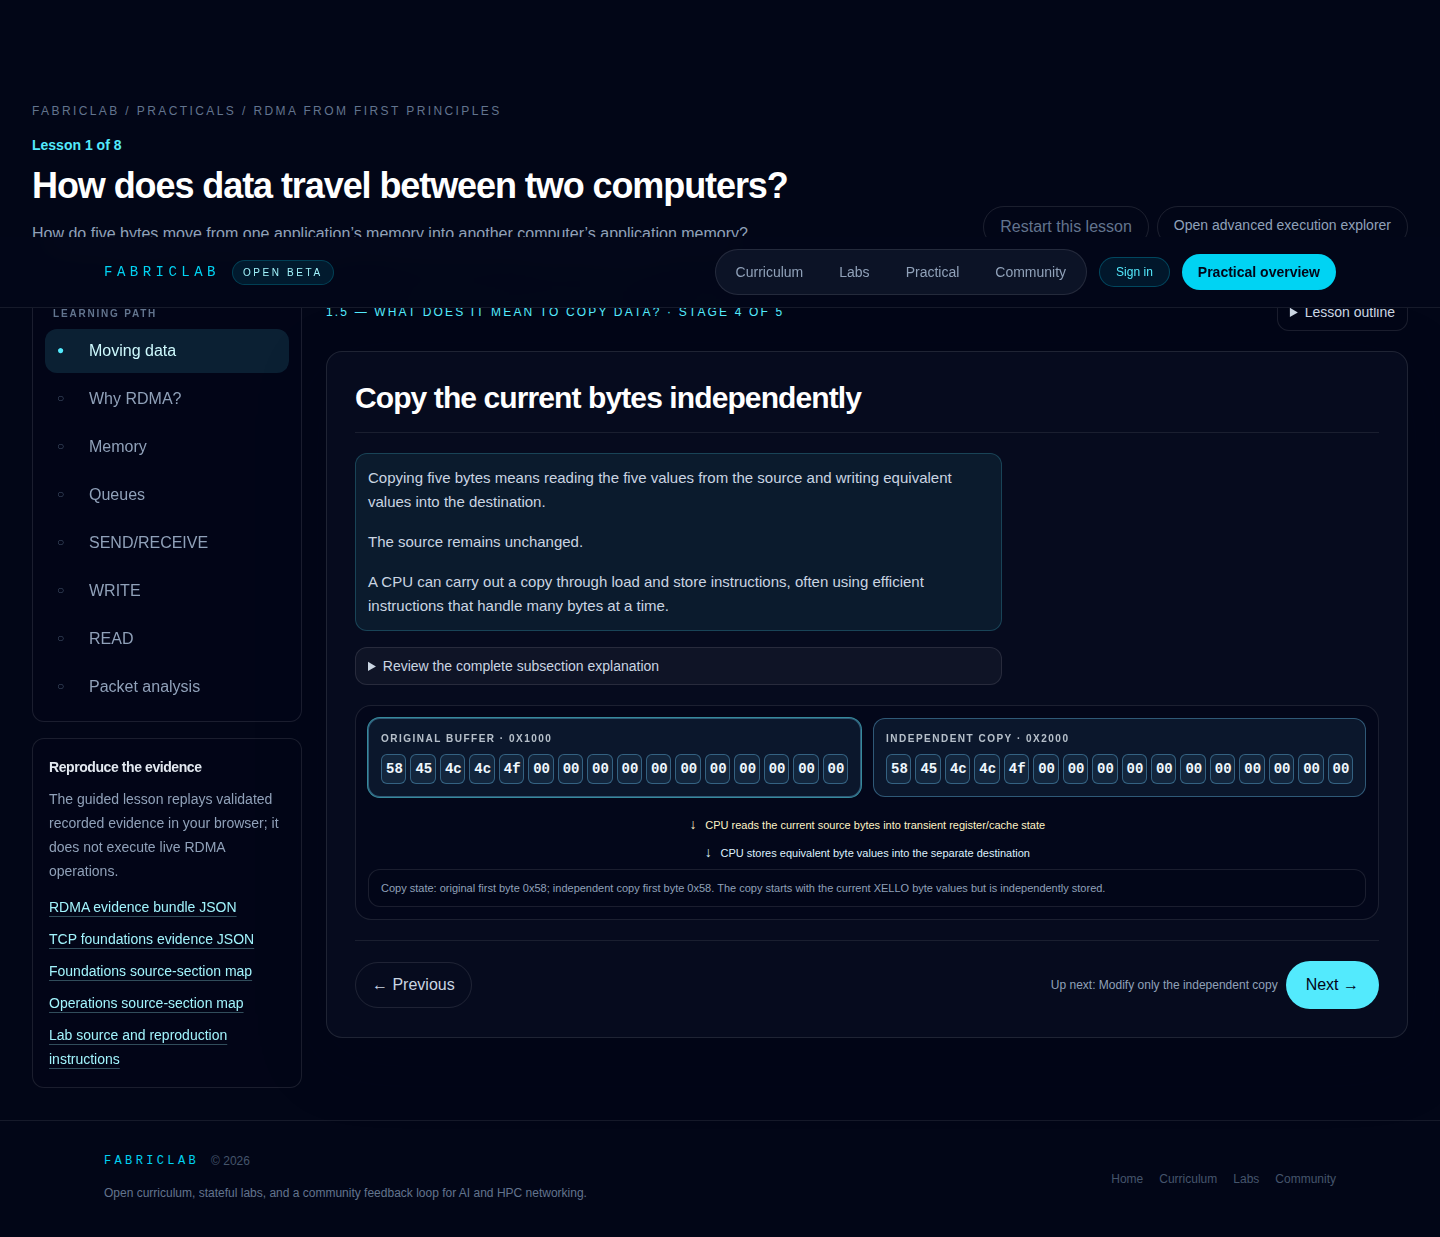 FABRICLAB / PRACTICALS / RDMA FROM FIRST PRINCIPLES
Lesson 1 of 8
How does data travel between two computers?
How do five bytes move from one application’s memory into another computer’s application memory?
Restart this lesson
Open advanced execution explorer
FABRICLAB OPEN BETA
Curriculum Labs Practical Community Sign in Practical overview
LEARNING PATH
Moving data
Why RDMA?
Memory
Queues
SEND/RECEIVE
WRITE
READ
Packet analysis
Reproduce the evidence
The guided lesson replays validated
recorded evidence in your browser; it
does not execute live RDMA
operations.
RDMA evidence bundle JSON
TCP foundations evidence JSON
Foundations source-section map
Operations source-section map
Lab source and reproduction
instructions
1.5 — WHAT DOES IT MEAN TO COPY DATA? · STAGE 4 OF 5
▶ Lesson outline
Copy the current bytes independently
Copying five bytes means reading the five values from the source and writing equivalent
values into the destination.
The source remains unchanged.
A CPU can carry out a copy through load and store instructions, often using efficient
instructions that handle many bytes at a time.
▶ Review the complete subsection explanation
ORIGINAL BUFFER · 0X1000
58 45 4c 4c 4f 00 00 00 00 00 00 00 00 00 00 00
INDEPENDENT COPY · 0X2000
58 45 4c 4c 4f 00 00 00 00 00 00 00 00 00 00 00
↓ CPU reads the current source bytes into transient register/cache state
↓ CPU stores equivalent byte values into the separate destination
Copy state: original first byte 0x58; independent copy first byte 0x58. The copy starts with the current XELLO byte values but is independently stored.
← Previous
Up next: Modify only the independent copy
Next →
FABRICLAB © 2026
Open curriculum, stateful labs, and a community feedback loop for AI and HPC networking.
Home Curriculum Labs Community